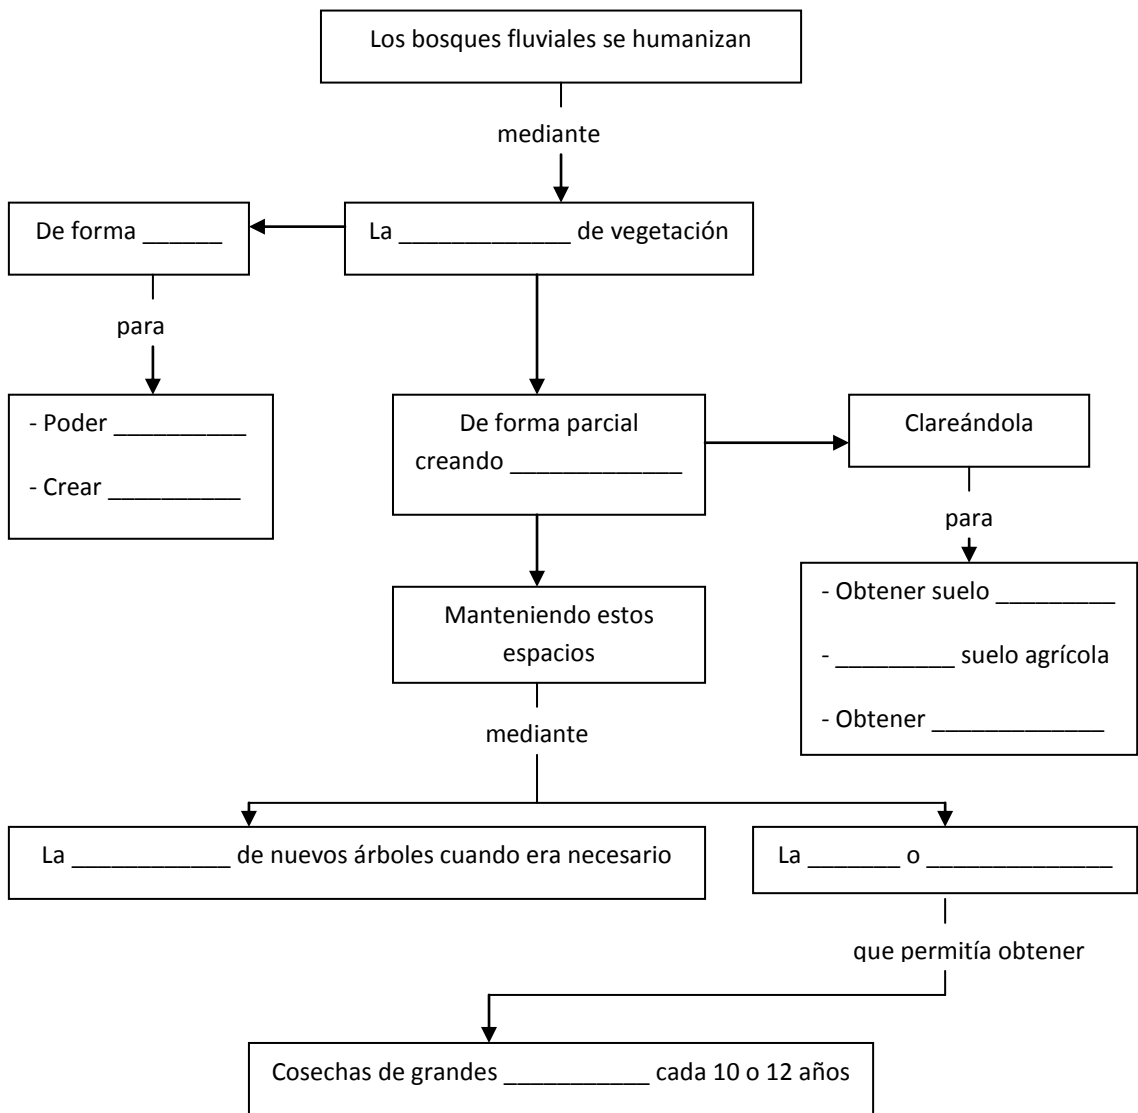 Los bosques fluviales se humanizan
mediante
De forma ______
La _____________ de vegetación
para
- Poder __________
- Crear __________
De forma parcial
creando _____________
Clareándola
para
- Obtener suelo _________
- _________ suelo agrícola
- Obtener _____________
Manteniendo estos
espacios
mediante
La ____________ de nuevos árboles cuando era necesario
La _______ o ______________
que permitía obtener
Cosechas de grandes ___________ cada 10 o 12 años